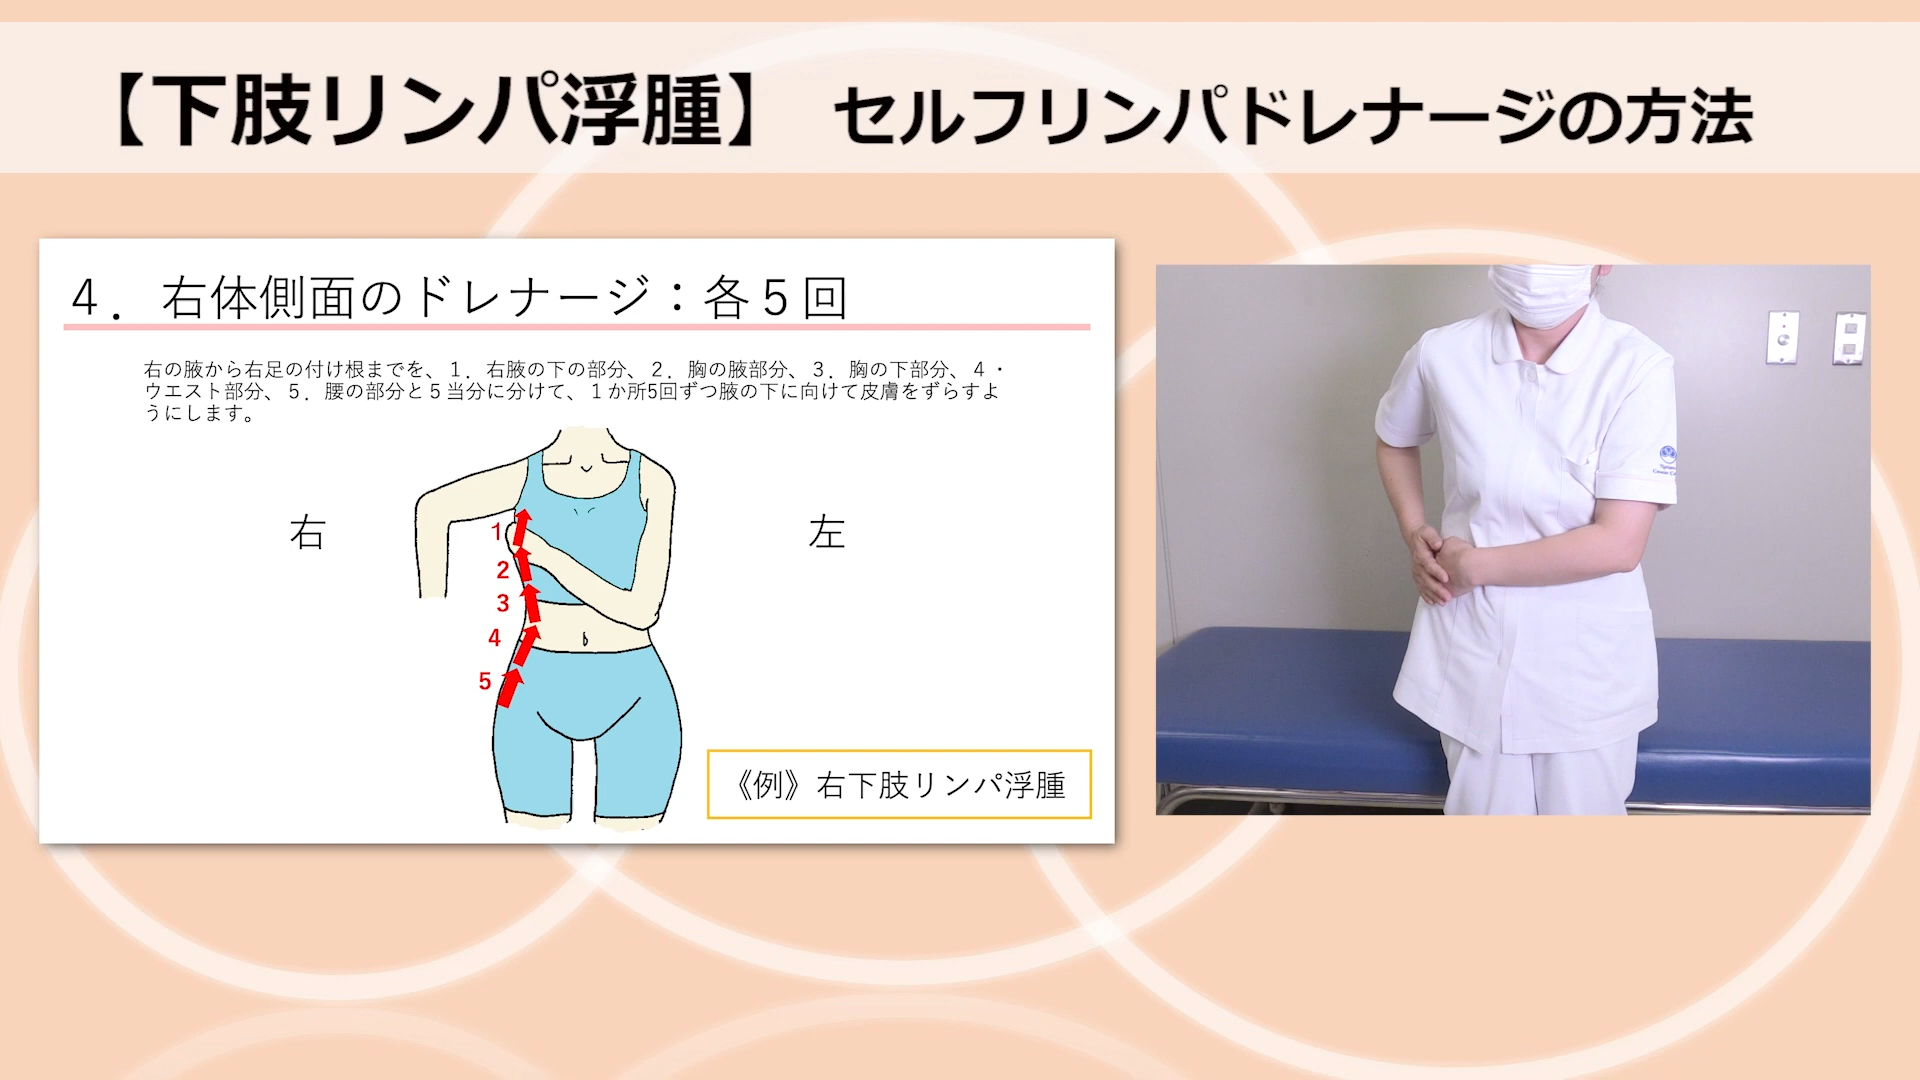 【下肢リンパ浮腫】 セルフリンパドレナージの方法
４．右体側面のドレナージ：各５回
右の腋から右足の付け根までを、１．右腋の下の部分、２．胸の腋部分、３．胸の下部分、４・
ウエスト部分、５．腰の部分と５当分に分けて、１か所5回ずつ腋の下に向けて皮膚をずらすよ
うにします。
右
左
1
2
3
4
5
《例》右下肢リンパ浮腫